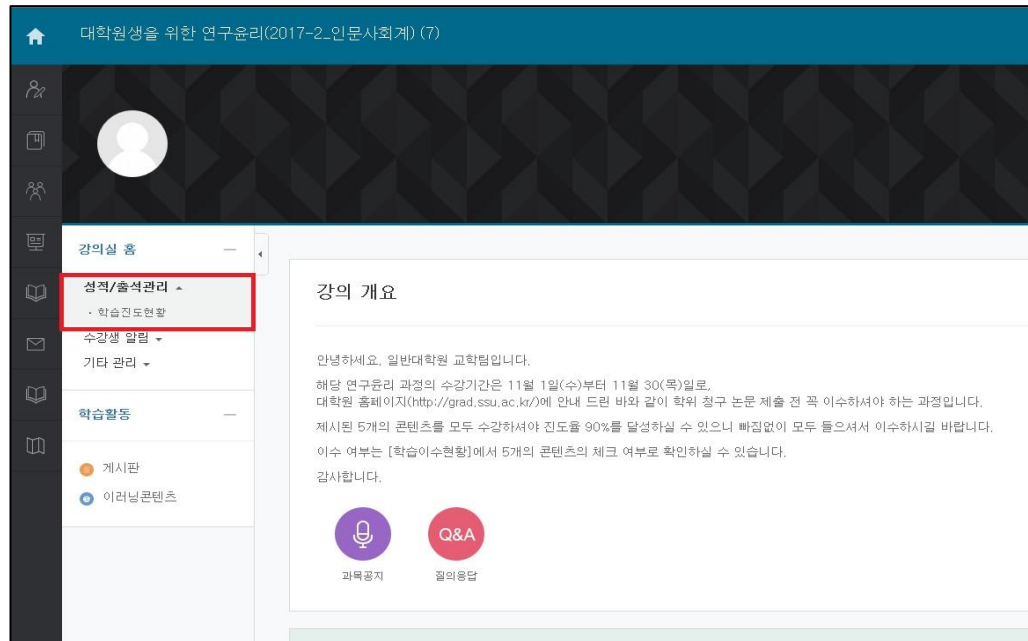 대학원생을 위한 연구윤리(2017-2_인문사회계) (7)
강의실 홈
성적/출석관리
· 학습진도현황
수강생 알림
기타 관리
학습활동
게시판
이러닝콘텐츠
강의 개요
안녕하세요. 일반대학원 교학팀입니다.
해당 연구윤리 과정의 수강기간은 11월 1일(수)부터 11월 30(목)일로,
대학원 홈페이지(http://grad.ssu.ac.kr/)에 안내 드린 바와 같이 학위 청구 논문 제출 전 꼭 이수하셔야 하는 과정입니다.
제시된 5개의 콘텐츠를 모두 수강하셔야 진도율 90%를 달성하실 수 있으니 빠짐없이 모두 들으셔서 이수하시길 바랍니다.
이수 여부는 [학습이수현황]에서 5개의 콘텐츠의 체크 여부로 확인하실 수 있습니다.
감사합니다.
Q&A
과목공지
질의응답